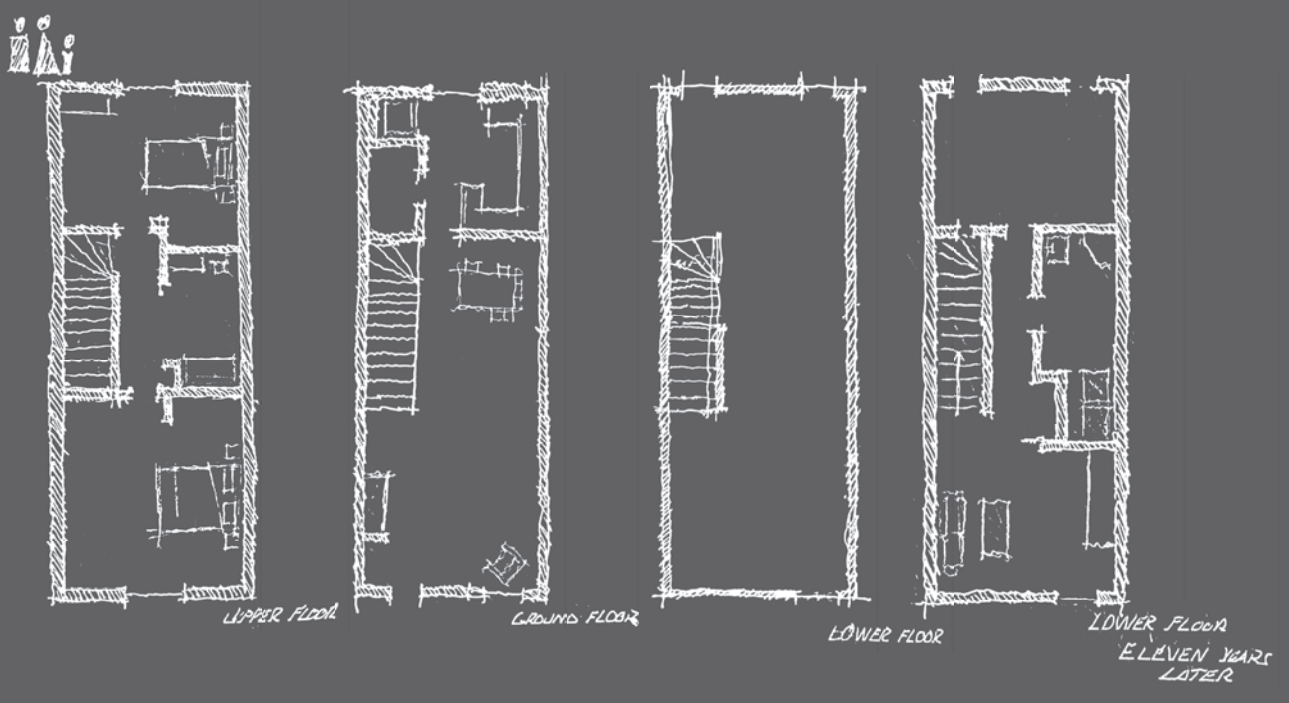 UPPER FLOOR
GROUND FLOOR
LOWER FLOOR
LOWER FLOOR
ELEVEN YEARS
LATER